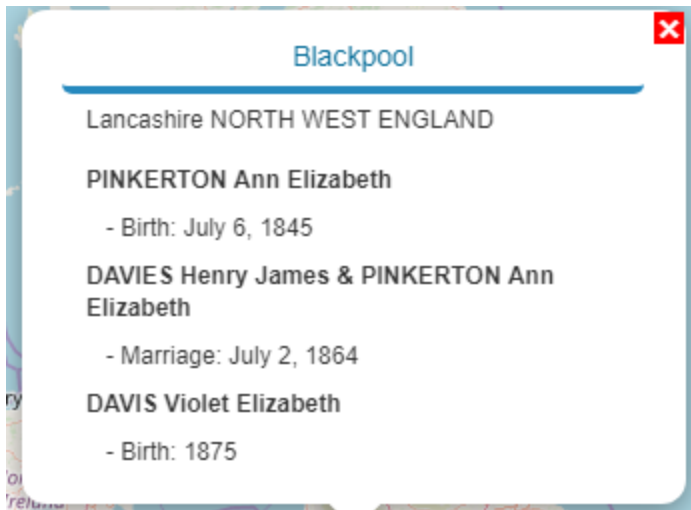 Blackpool
Lancashire NORTH WEST ENGLAND
PINKERTON Ann Elizabeth
- Birth: July 6, 1845
DAVIES Henry James & PINKERTON Ann
Elizabeth
- Marriage: July 2, 1864
DAVIS Violet Elizabeth
- Birth: 1875